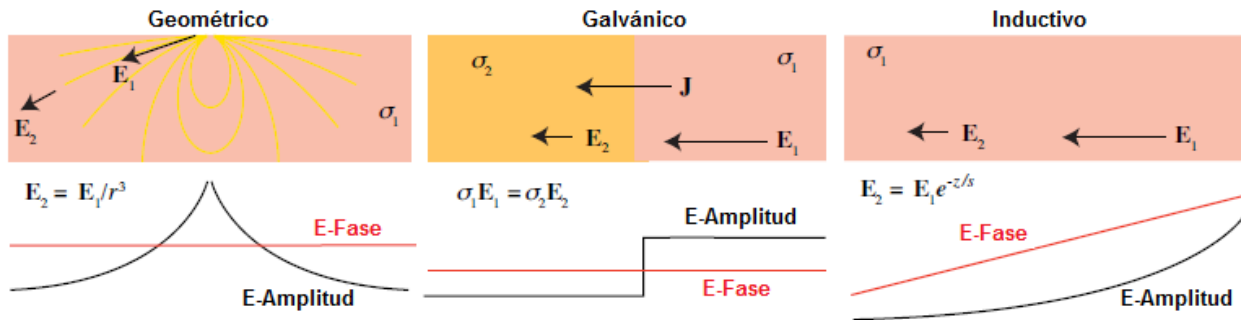 Geométrico
E₁
E₂
σ₁
E₂ = E₁/r³
E-Fase
E-Amplitud
Galvánico
σ₂
σ₁
J
E₂
E₁
σ₁E₁ = σ₂E₂
E-Amplitud
E-Fase
Inductivo
σ₁
E₂
E₁
E₂ = E₁e^{-z/s}
E-Fase
E-Amplitud